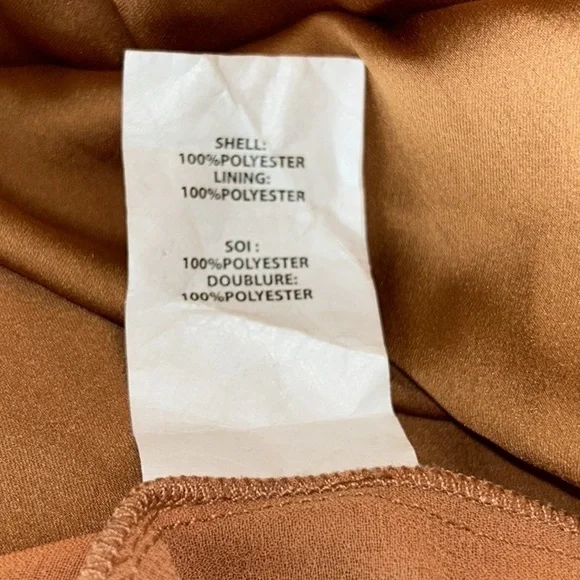 SHELL:
100%POLYESTER
LINING:
100%POLYESTER
SOI :
100%POLYESTER
DOUBLURE:
100%POLYESTER